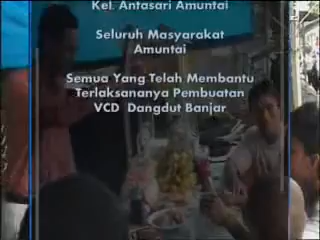 Kel. Antasari Amuntai
Seluruh Masyarakat
Amuntai
Semua Yang Telah Membantu
Terlaksananya Pembuatan
VCD Dangdut Banjar